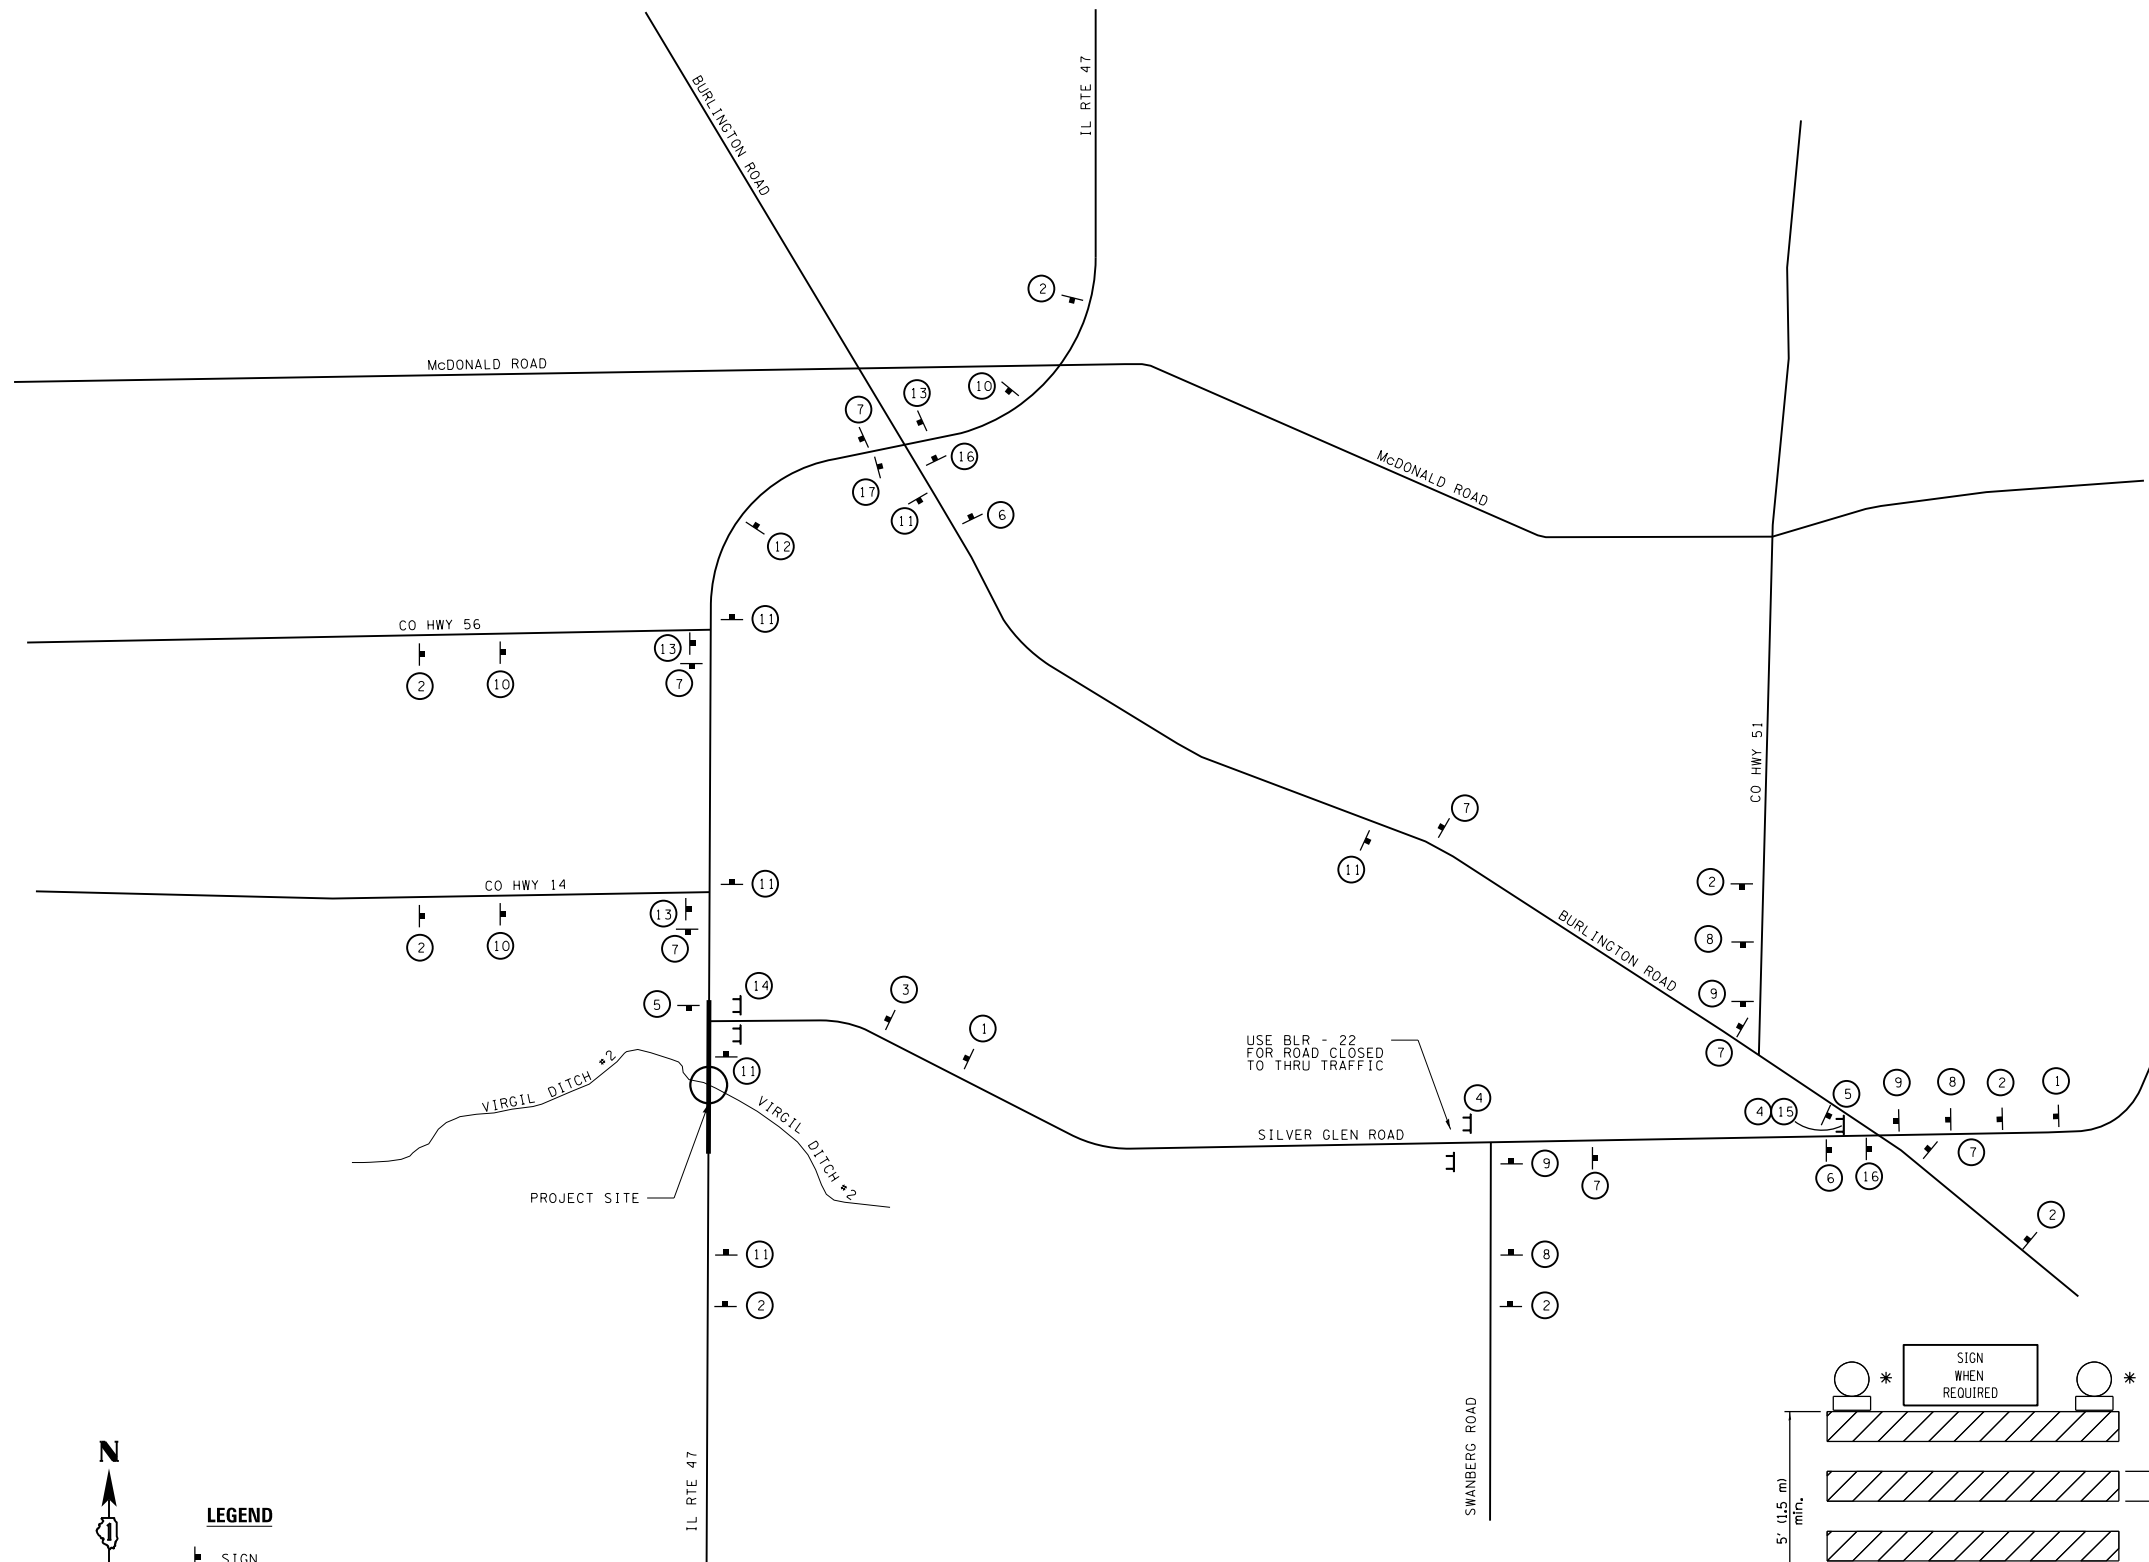 BURLINGTON ROAD
IL RTE 47
2
McDONALD ROAD
10
13
7
16
17
11
6
12
McDONALD ROAD
CO HWY 56
11
13
7
2
10
CO HWY 51
7
11
CO HWY 14
11
13
7
2
10
2
8
9
7
BURLINGTON ROAD
5
14
3
1
11
VIRGIL DITCH #2
VIRGIL DITCH #2
PROJECT SITE
USE BLR - 22
FOR ROAD CLOSED
TO THRU TRAFFIC
4
SILVER GLEN ROAD
9
7
4
15
5
9
8
2
1
7
6
16
2
11
2
8
2
SWANBERG ROAD
IL RTE 47
SIGN
WHEN
REQUIRED
*
*
5' (1.5 m)
min.
N
1
LEGEND
SIGN